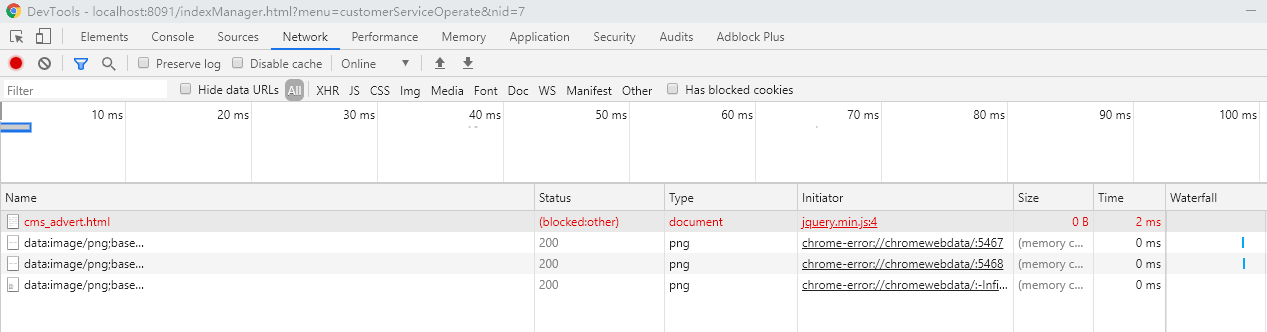 DevTools - localhost:8091/indexManager.html?menu=customerServiceOperate&nid=7
Elements Console Sources Network Performance Memory Application Security Audits Adblock Plus
Preserve log Disable cache Online
Filter Hide data URLs All XHR JS CSS Img Media Font Doc WS Manifest Other Has blocked cookies
10 ms 20 ms 30 ms 40 ms 50 ms 60 ms 70 ms 80 ms 90 ms 100 ms
Name Status Type Initiator Size Time Waterfall
cms_advert.html (blocked:other) document jquery.min.js:4 0 B 2 ms
data:image/png;base... 200 png chrome-error://chromewebdata/:5467 (memory c... 0 ms
data:image/png;base... 200 png chrome-error://chromewebdata/:5468 (memory c... 0 ms
data:image/png;base... 200 png chrome-error://chromewebdata/:-Infi... (memory c... 0 ms